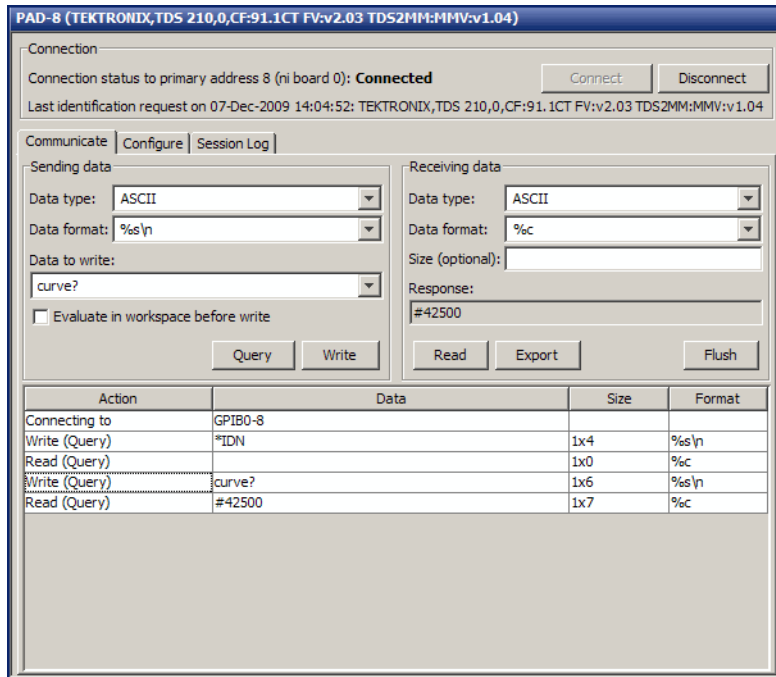 PAD-8 (TEKTRONIX,TDS 210,0,CF:91.1CT FV:v2.03 TDS2MM:MMV:v1.04)
Connection
Connection status to primary address 8 (ni board 0): Connected Connect Disconnect
Last identification request on 07-Dec-2009 14:04:52: TEKTRONIX,TDS 210,0,CF:91.1CT FV:v2.03 TDS2MM:MMV:v1.04
Communicate Configure Session Log
Sending data
Data type: ASCII
Data format: %s\n
Data to write:
curve?
Evaluate in workspace before write
Query Write
Receiving data
Data type: ASCII
Data format: %c
Size (optional):
Response:
#42500
Read Export Flush
Action Data Size Format
Connecting to GPIB0-8
Write (Query) *IDN 1x4 %s\n
Read (Query) 1x0 %c
Write (Query) curve? 1x6 %s\n
Read (Query) #42500 1x7 %c